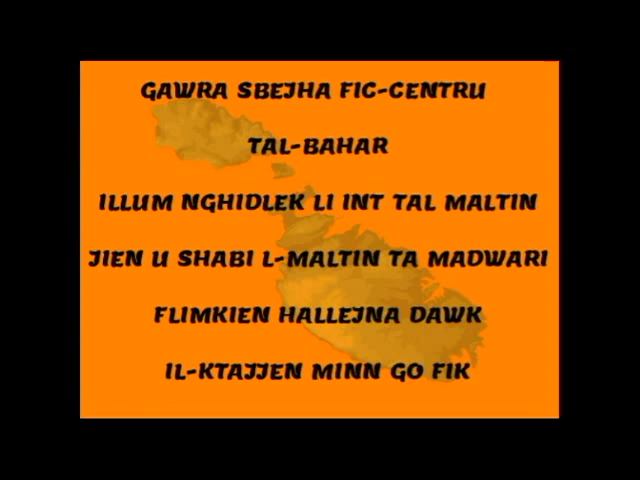 GAWRA SBEJHA FIC-CENTRU
TAL-BAHAR
ILLUM NGHIDLEK LI INT TAL MALTIN
JIEN U SHABI L-MALTIN TA MADWARI
FLIMKIEN HALLEJNA DAWK
IL-KTAJJEN MINN GO FIK